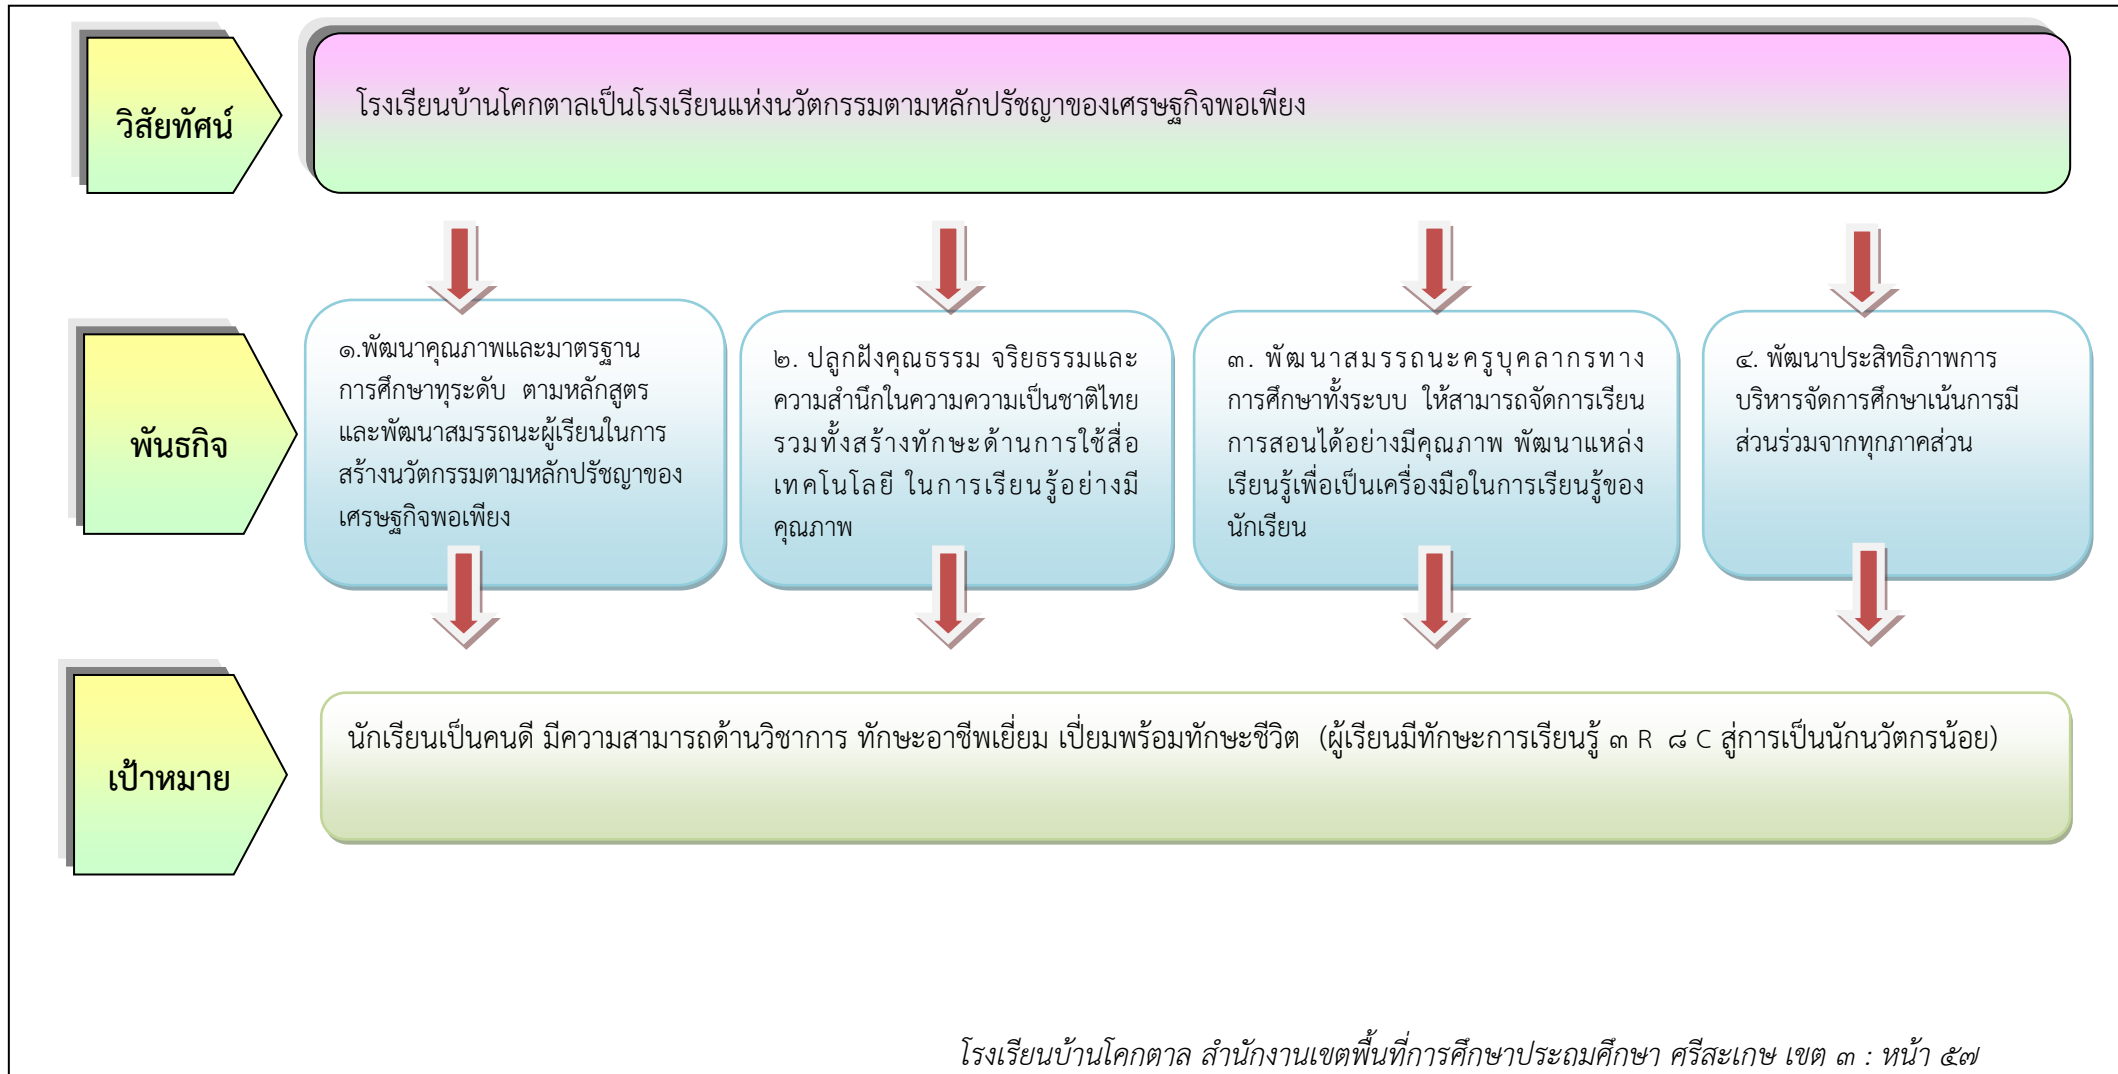 วิสัยทัศน์
โรงเรียนบ้านโคกตาลเป็นโรงเรียนแห่งนวัตกรรมตามหลักปรัชญาของเศรษฐกิจพอเพียง
พันธกิจ
๑.พัฒนาคุณภาพและมาตรฐาน
การศึกษาทุระดับ ตามหลักสูตร
และพัฒนาสมรรถนะผู้เรียนในการ
สร้างนวัตกรรมตามหลักปรัชญาของ
เศรษฐกิจพอเพียง
๒. ปลูกฝังคุณธรรม จริยธรรมและ
ความสำนึกในความความเป็นชาติไทย
รวมทั้งสร้างทักษะด้านการใช้สื่อ
เทคโนโลยี ในการเรียนรู้อย่างมี
คุณภาพ
๓. พัฒนาสมรรถนะครูบุคลากรทาง
การศึกษาทั้งระบบ ให้สามารถจัดการเรียน
การสอนได้อย่างมีคุณภาพ พัฒนาแหล่ง
เรียนรู้เพื่อเป็นเครื่องมือในการเรียนรู้ของ
นักเรียน
๔. พัฒนาประสิทธิภาพการ
บริหารจัดการศึกษาเน้นการมี
ส่วนร่วมจากทุกภาคส่วน
เป้าหมาย
นักเรียนเป็นคนดี มีความสามารถด้านวิชาการ ทักษะอาชีพเยี่ยม เปี่ยมพร้อมทักษะชีวิต (ผู้เรียนมีทักษะการเรียนรู้ ๓ R ๘ C สู่การเป็นนักนวัตกรน้อย)
โรงเรียนบ้านโคกตาล สำนักงานเขตพื้นที่การศึกษาประถมศึกษา ศรีสะเกษ เขต ๓ : หน้า ๕๗